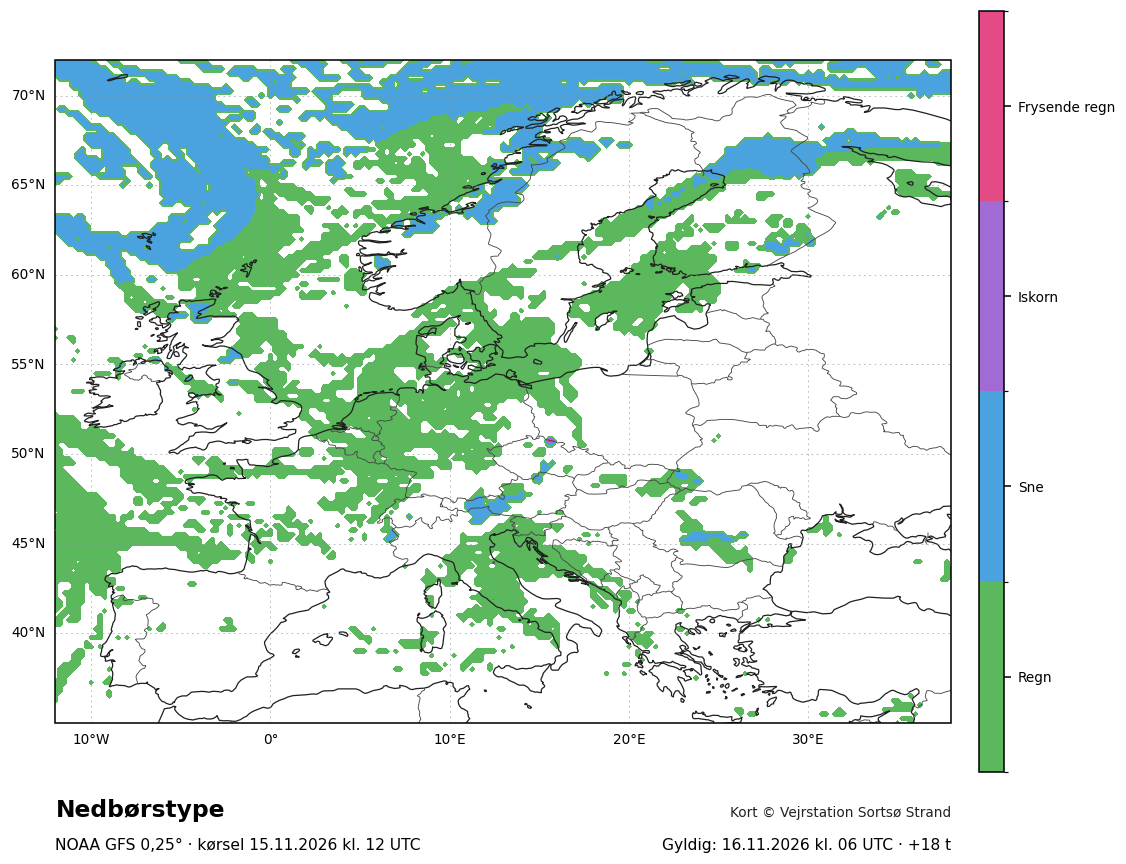 70°N
65°N
60°N
55°N
50°N
45°N
40°N
10°W
0°
10°E
20°E
30°E
Frysende regn
Iskorn
Sne
Regn
Nedbørstype
Kort © Vejrstation Sortsø Strand
NOAA GFS 0,25° · kørsel 15.11.2026 kl. 12 UTC
Gyldig: 16.11.2026 kl. 06 UTC · +18 t